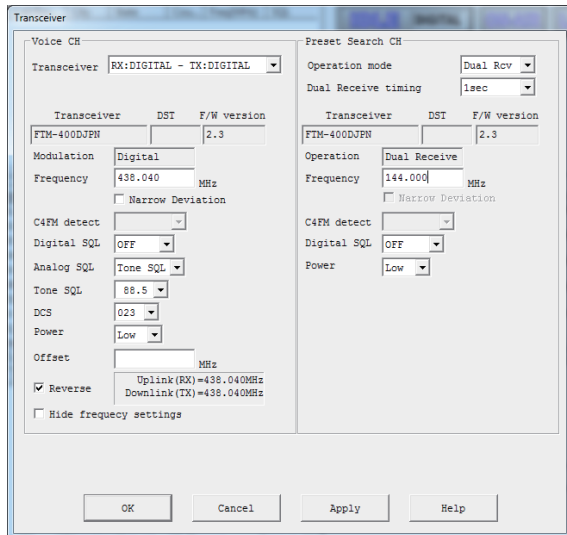 Transceiver
Voice CH
Transceiver RX:DIGITAL - TX:DIGITAL
Transceiver DST F/W version
FTM-400DJPN 2.3
Modulation Digital
Frequency 438.040 MHz
Narrow Deviation
C4FM detect
Digital SQL OFF
Analog SQL Tone SQL
Tone SQL 88.5
DCS 023
Power Low
Offset MHz
Reverse Uplink(RX)=438.040MHz
Downlink(TX)=438.040MHz
Hide frequecy settings
Preset Search CH
Operation mode Dual Rcv
Dual Receive timing 1sec
Transceiver DST F/W version
FTM-400DJPN 2.3
Operation Dual Receive
Frequency 144.000 MHz
Narrow Deviation
C4FM detect
Digital SQL OFF
Power Low
OK Cancel Apply Help